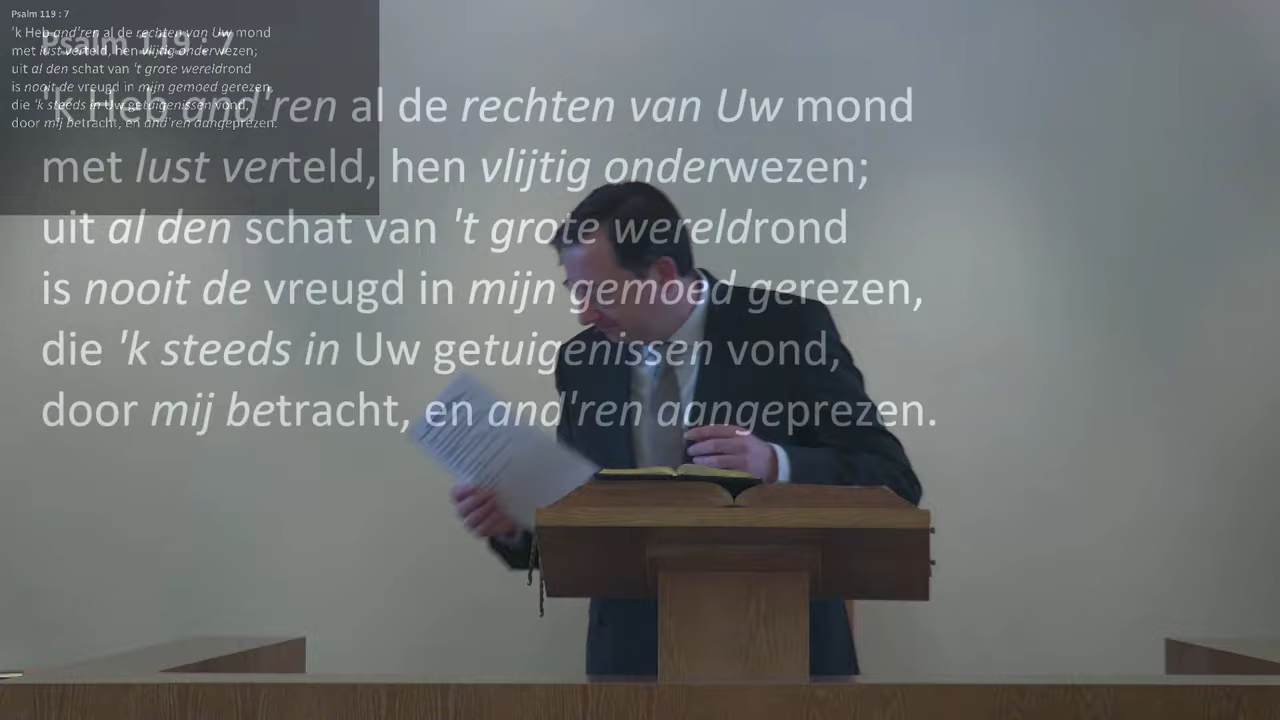 Psalm 119 : 7
'k Heb and'ren al de rechten van Uw mond
met lust verteld, hen vlijtig onderwezen;
uit al den schat van 't grote wereldrond
is nooit de vreugd in mijn gemoed gerezen,
die 'k steeds in Uw getuigenissen vond,
door mij betracht, en and'ren aangeprezen.
Psalm 119 : 7
'k Heb and'ren al de rechten van Uw mond
met lust verteld, hen vlijtig onderwezen;
uit al den schat van 't grote wereldrond
is nooit de vreugd in mijn gemoed gerezen,
die 'k steeds in Uw getuigenissen vond,
door mij betracht, en and'ren aangeprezen.